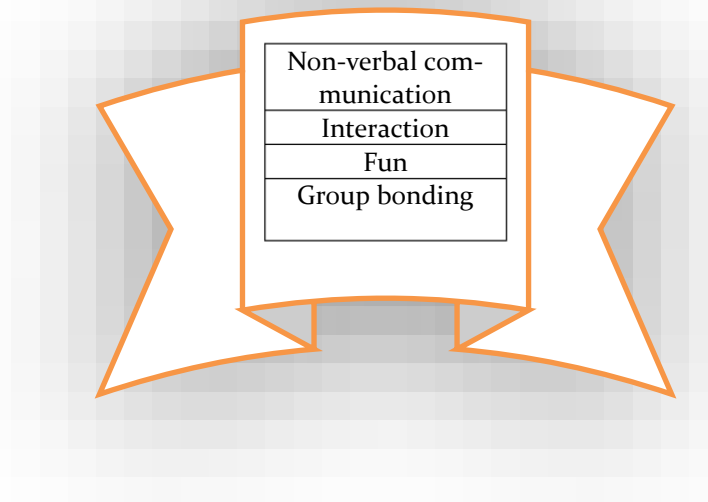 Non-verbal com-
munication
Interaction
Fun
Group bonding